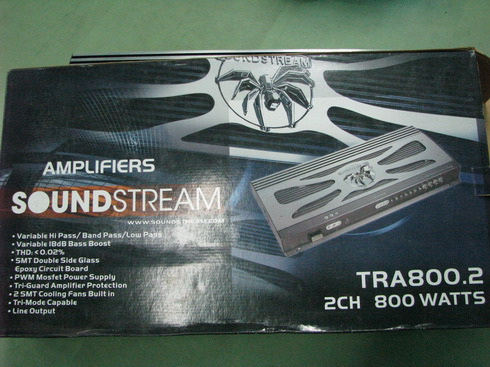 SOUNDSTREAM
AMPLIFIERS
SOUNDSTREAM
WWW.SOUNDSTREAM.COM
• Variable Hi Pass/ Band Pass/Low Pass
• Variable 18dB Bass Boost
• THD: < 0.02%
• SMT Double Side Glass
Epoxy Circuit Board
• PWM Mosfet Power Supply
• Tri-Guard Amplifier Protection
• 2 SMT Cooling Fans Built in
• Tri-Mode Capable
• Line Output
TRA800.2
2CH 800 WATTS